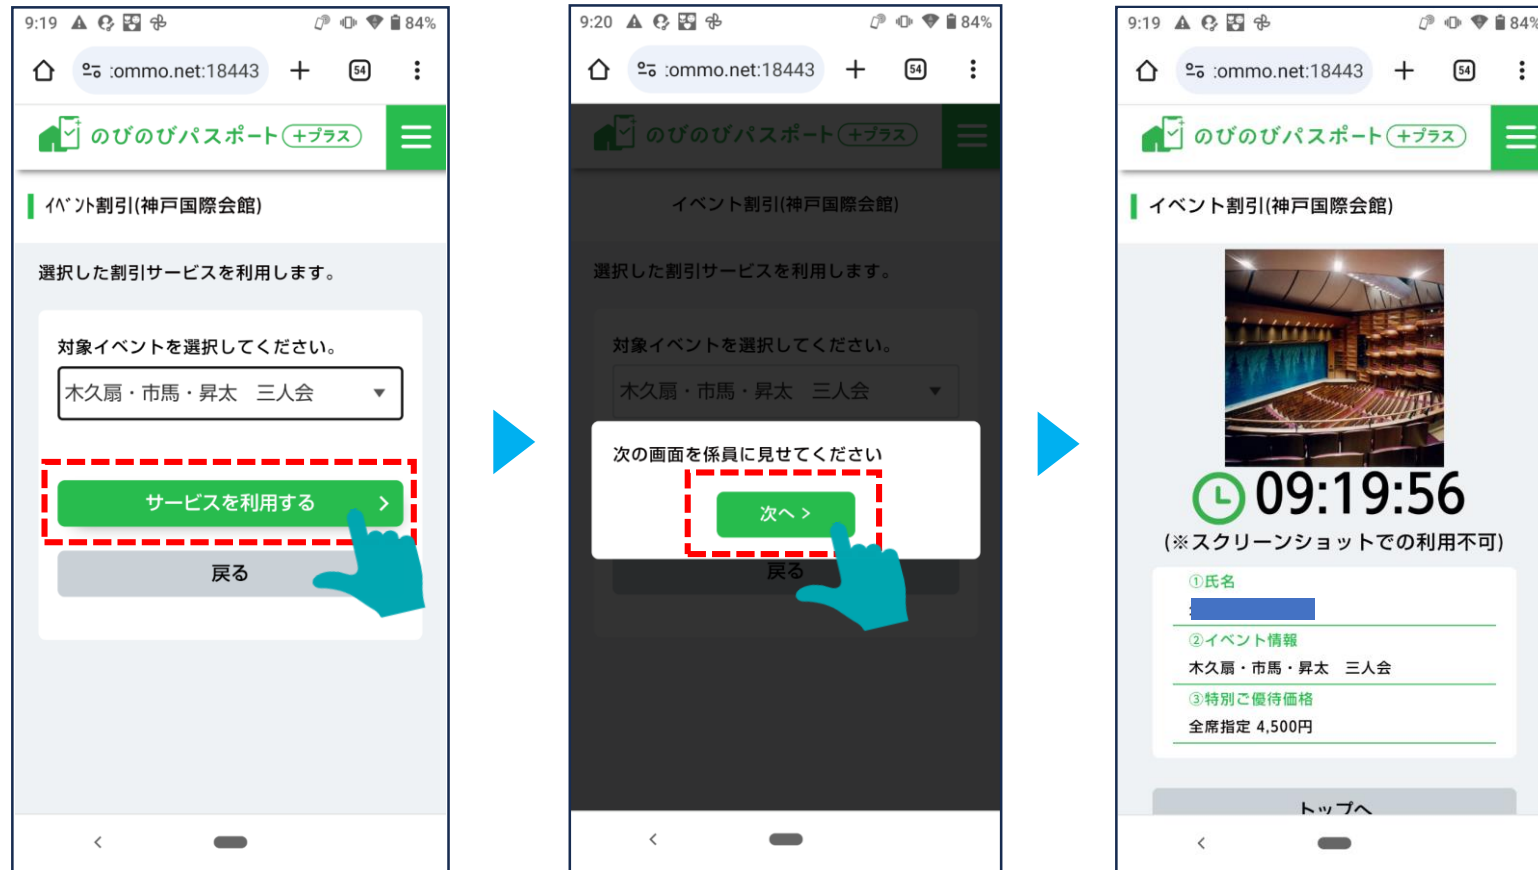 9:19
84%
:ommo.net:18443
54
のびのびパスポート +プラス
イベント割引(神戸国際会館)
選択した割引サービスを利用します。
対象イベントを選択してください。
木久扇・市馬・昇太　三人会
サービスを利用する
戻る
9:20
84%
:ommo.net:18443
54
のびのびパスポート +プラス
イベント割引(神戸国際会館)
選択した割引サービスを利用します。
対象イベントを選択してください。
木久扇・市馬・昇太　三人会
次の画面を係員に見せてください
次へ >
戻る
9:19
84%
:ommo.net:18443
54
のびのびパスポート +プラス
イベント割引(神戸国際会館)
09:19:56
(※スクリーンショットでの利用不可)
①氏名
②イベント情報
木久扇・市馬・昇太　三人会
③特別ご優待価格
全席指定 4,500円
トップへ